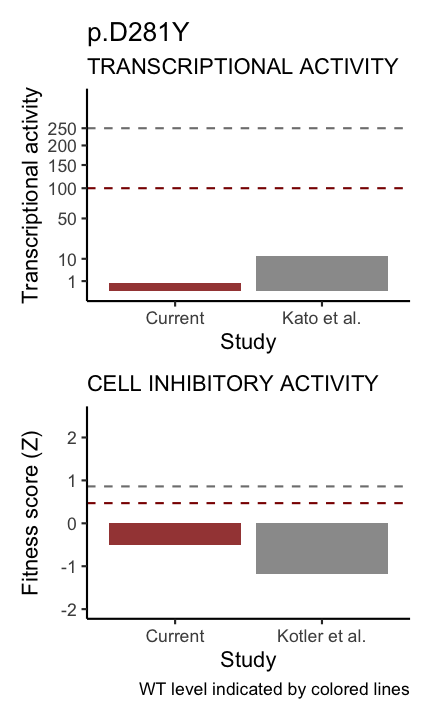 p.D281Y
TRANSCRIPTIONAL ACTIVITY
Transcriptional activity
250
200
150
100
50
10
1
Current
Kato et al.
Study
CELL INHIBITORY ACTIVITY
Fitness score (Z)
2
1
0
-1
-2
Current
Kotler et al.
Study
WT level indicated by colored lines